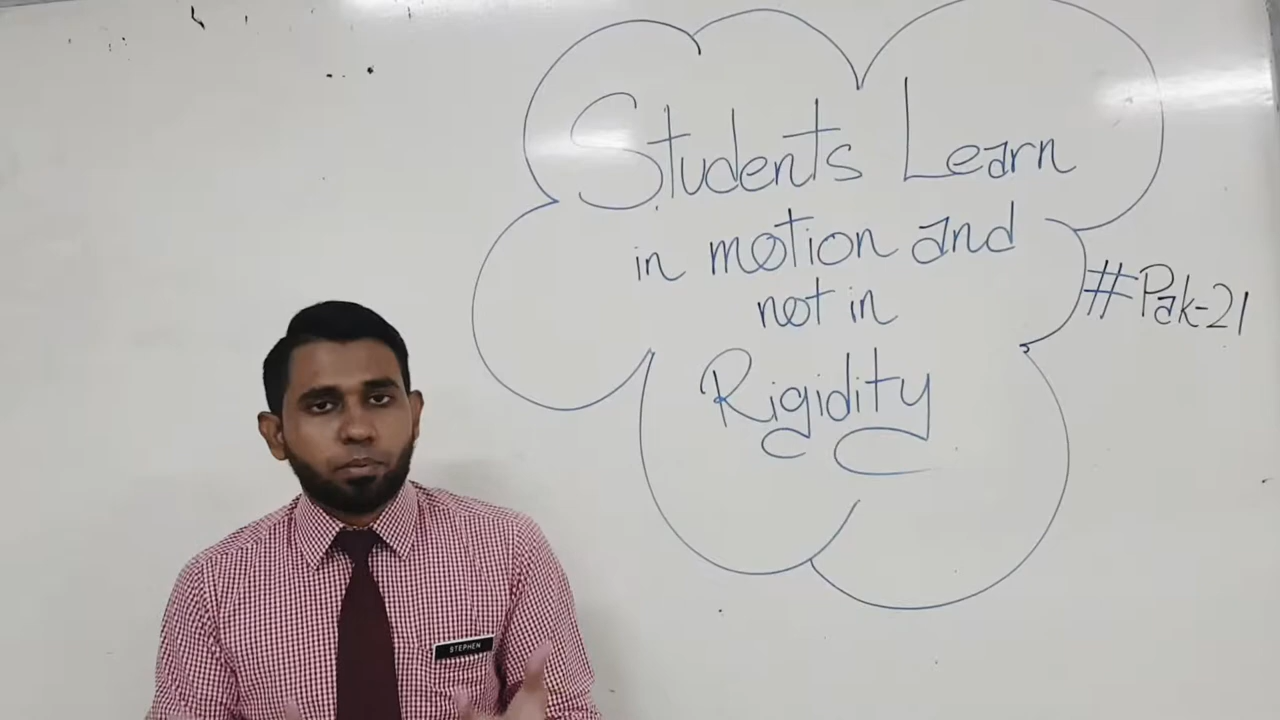 Students Learn
in motion and
not in
Rigidity
#Pak-21
STEPHEN